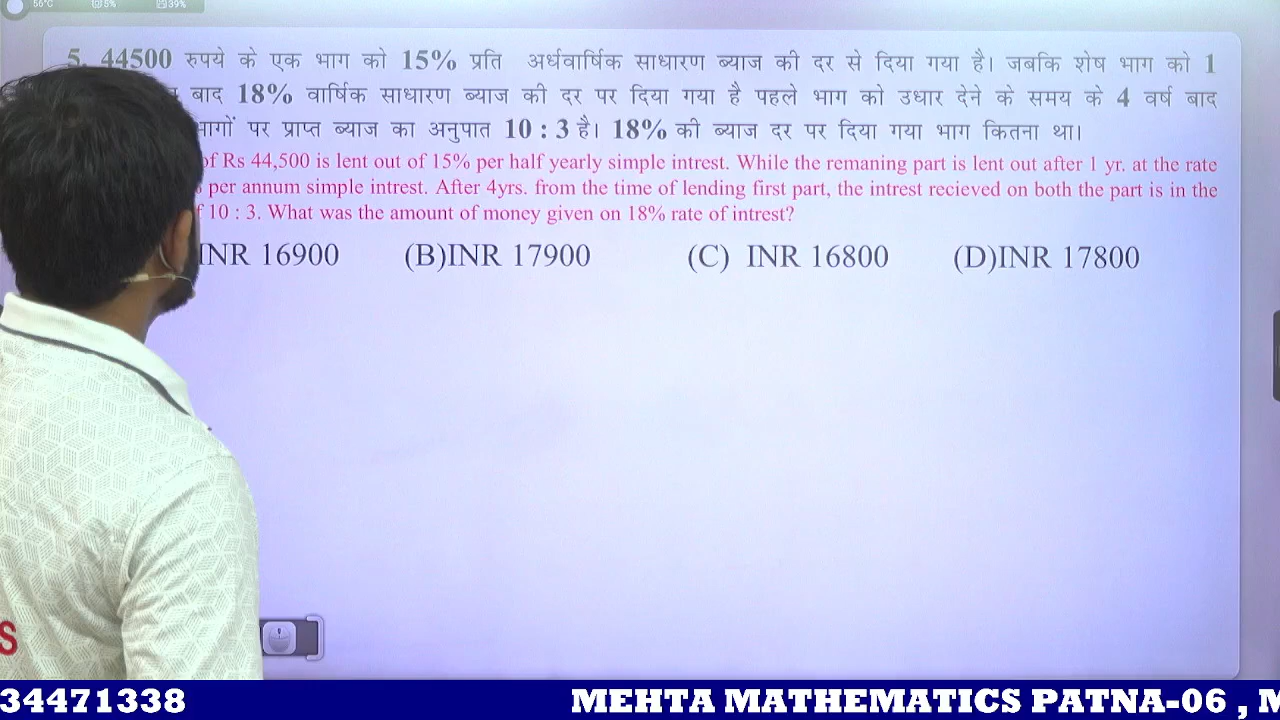 56°C 5% 39%
5. 44500 रुपये के एक भाग को 15% प्रति अर्धवार्षिक साधारण ब्याज की दर से दिया गया है। जबकि शेष भाग को 1
बाद 18% वार्षिक साधारण ब्याज की दर पर दिया गया है पहले भाग को उधार देने के समय के 4 वर्ष बाद
भागों पर प्राप्त ब्याज का अनुपात 10 : 3 है। 18% की ब्याज दर पर दिया गया भाग कितना था।
of Rs 44,500 is lent out of 15% per half yearly simple intrest. While the remaning part is lent out after 1 yr. at the rate
per annum simple intrest. After 4yrs. from the time of lending first part, the intrest recieved on both the part is in the
10 : 3. What was the amount of money given on 18% rate of intrest?
INR 16900 (B)INR 17900 (C) INR 16800 (D)INR 17800
S
34471338 MEHTA MATHEMATICS PATNA-06 , M